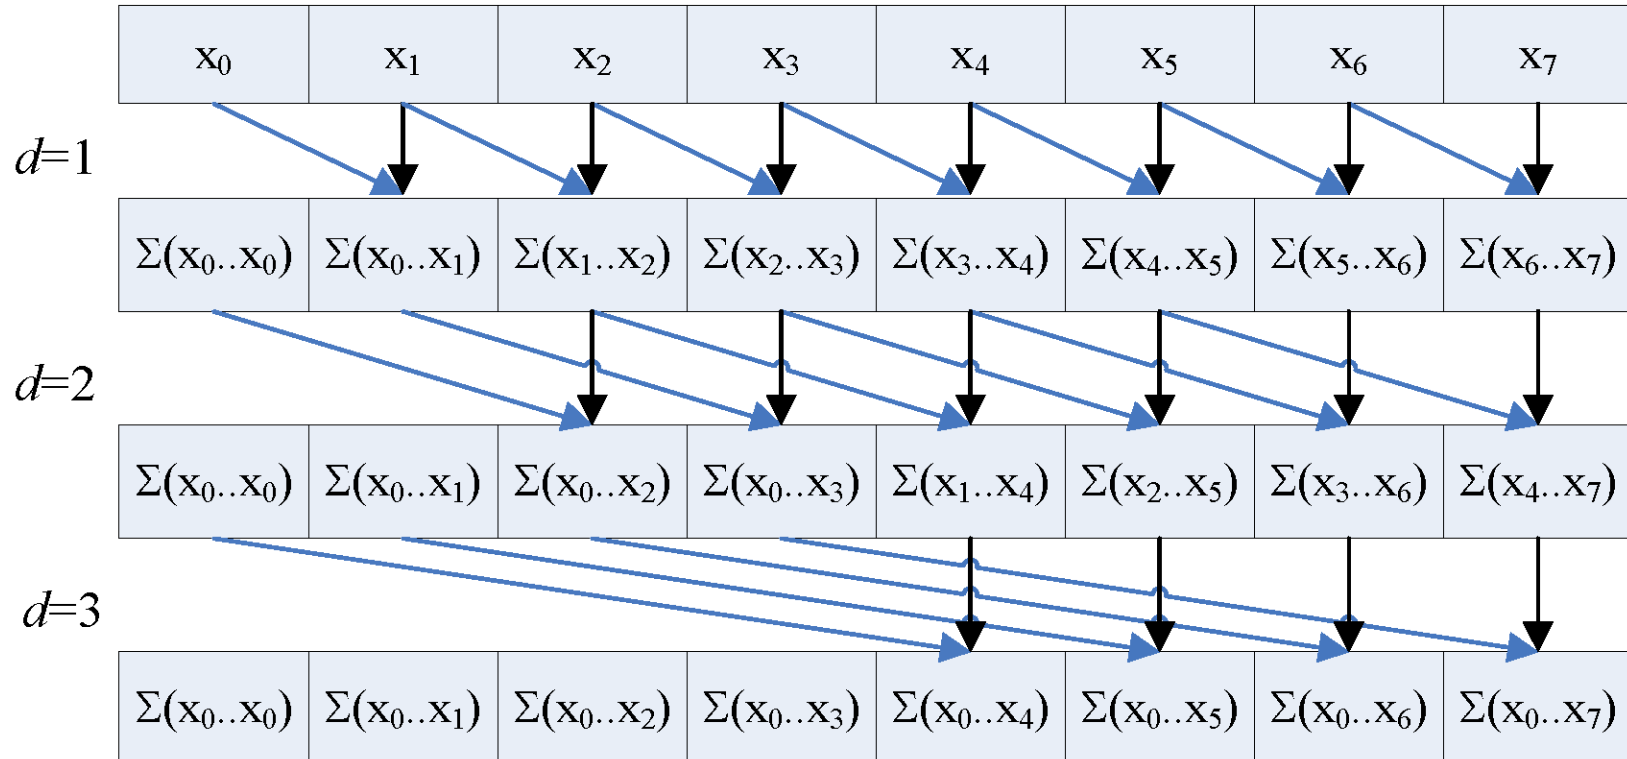 x₀ x₁ x₂ x₃ x₄ x₅ x₆ x₇
d=1
Σ(x₀..x₀) Σ(x₀..x₁) Σ(x₁..x₂) Σ(x₂..x₃) Σ(x₃..x₄) Σ(x₄..x₅) Σ(x₅..x₆) Σ(x₆..x₇)
d=2
Σ(x₀..x₀) Σ(x₀..x₁) Σ(x₀..x₂) Σ(x₀..x₃) Σ(x₁..x₄) Σ(x₂..x₅) Σ(x₃..x₆) Σ(x₄..x₇)
d=3
Σ(x₀..x₀) Σ(x₀..x₁) Σ(x₀..x₂) Σ(x₀..x₃) Σ(x₀..x₄) Σ(x₀..x₅) Σ(x₀..x₆) Σ(x₀..x₇)